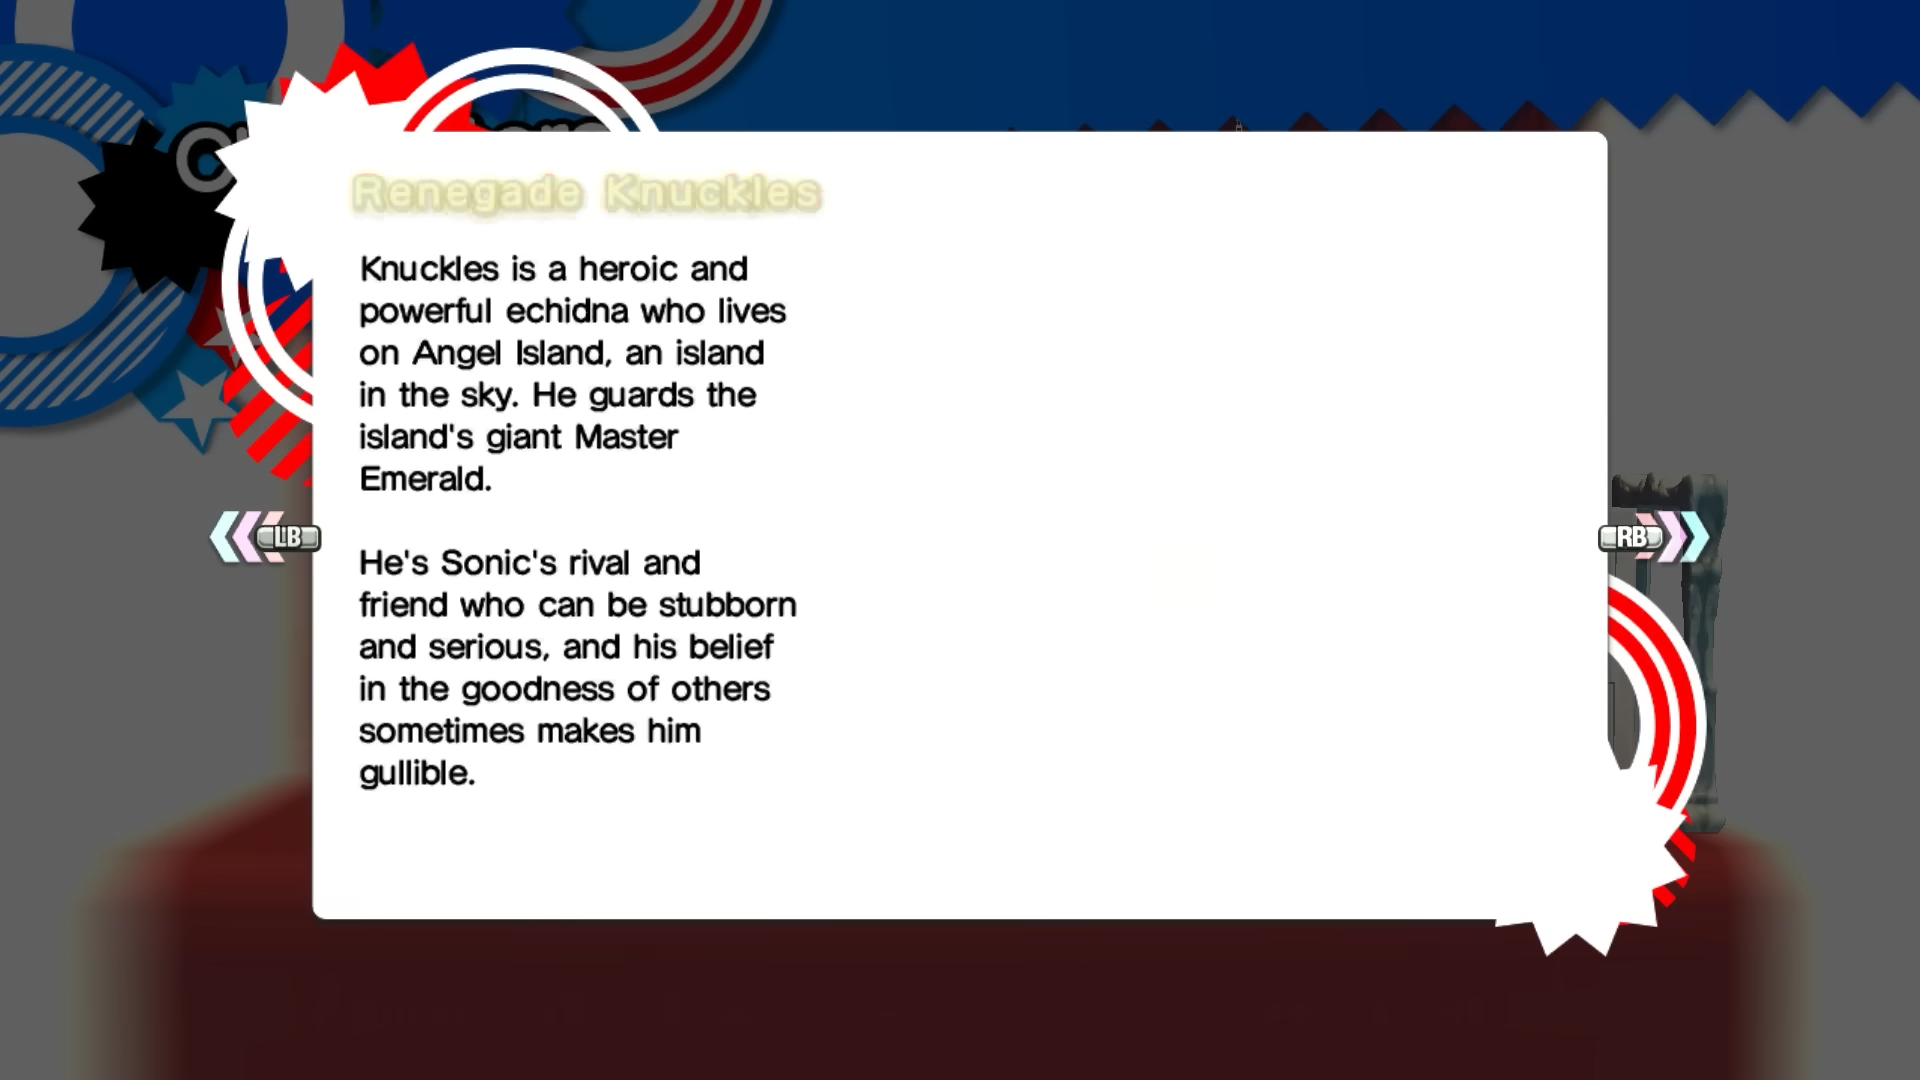 Renegade Knuckles
Knuckles is a heroic and
powerful echidna who lives
on Angel Island, an island
in the sky. He guards the
island's giant Master
Emerald.
He's Sonic's rival and
friend who can be stubborn
and serious, and his belief
in the goodness of others
sometimes makes him
gullible.
LB
RB